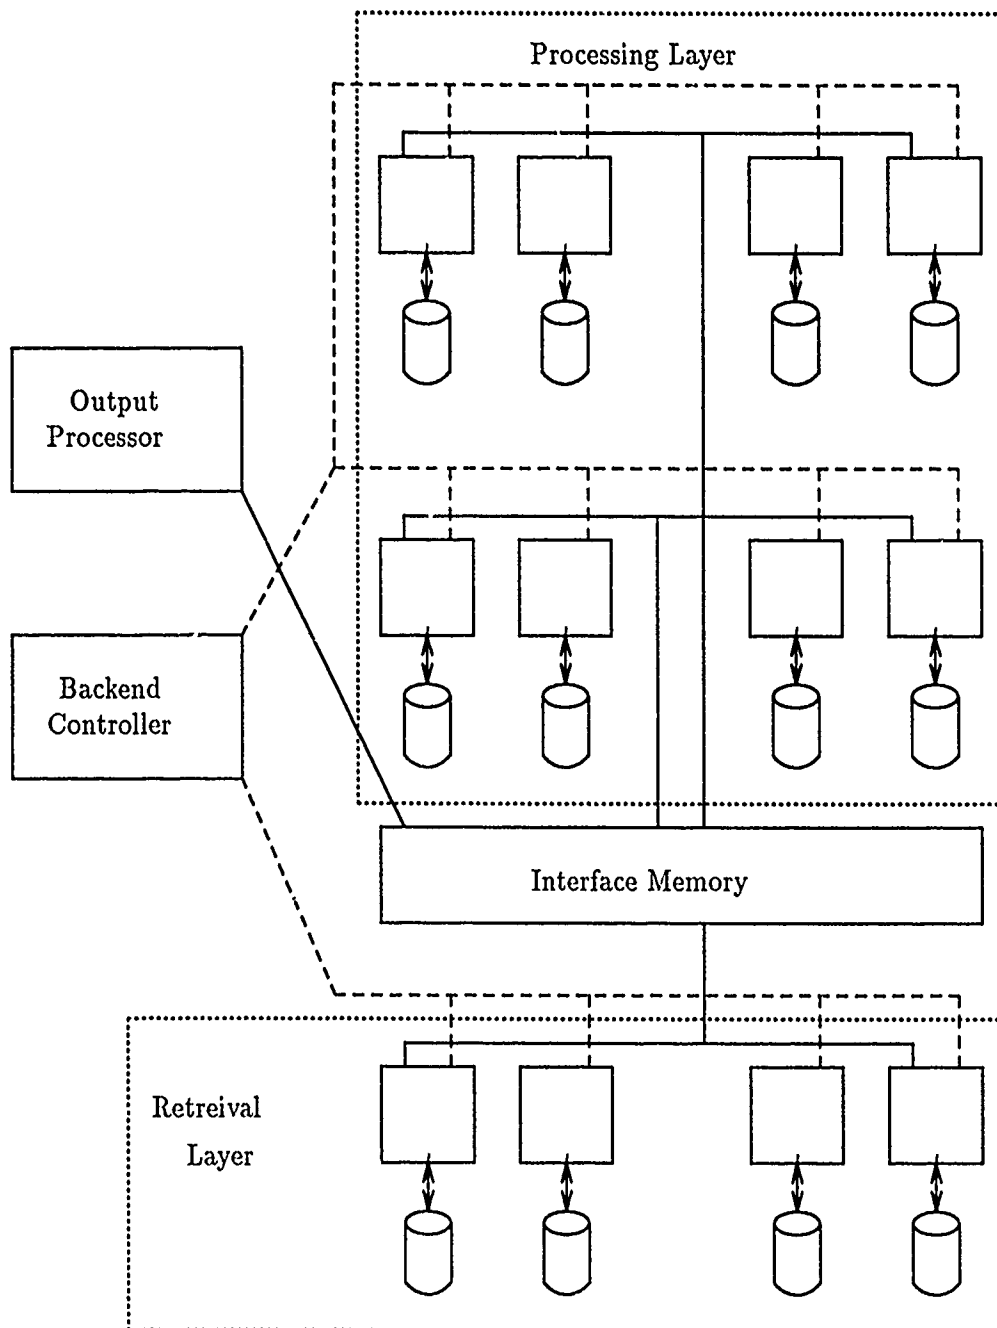 Processing Layer
Output
Processor
Backend
Controller
Interface Memory
Retreival
Layer